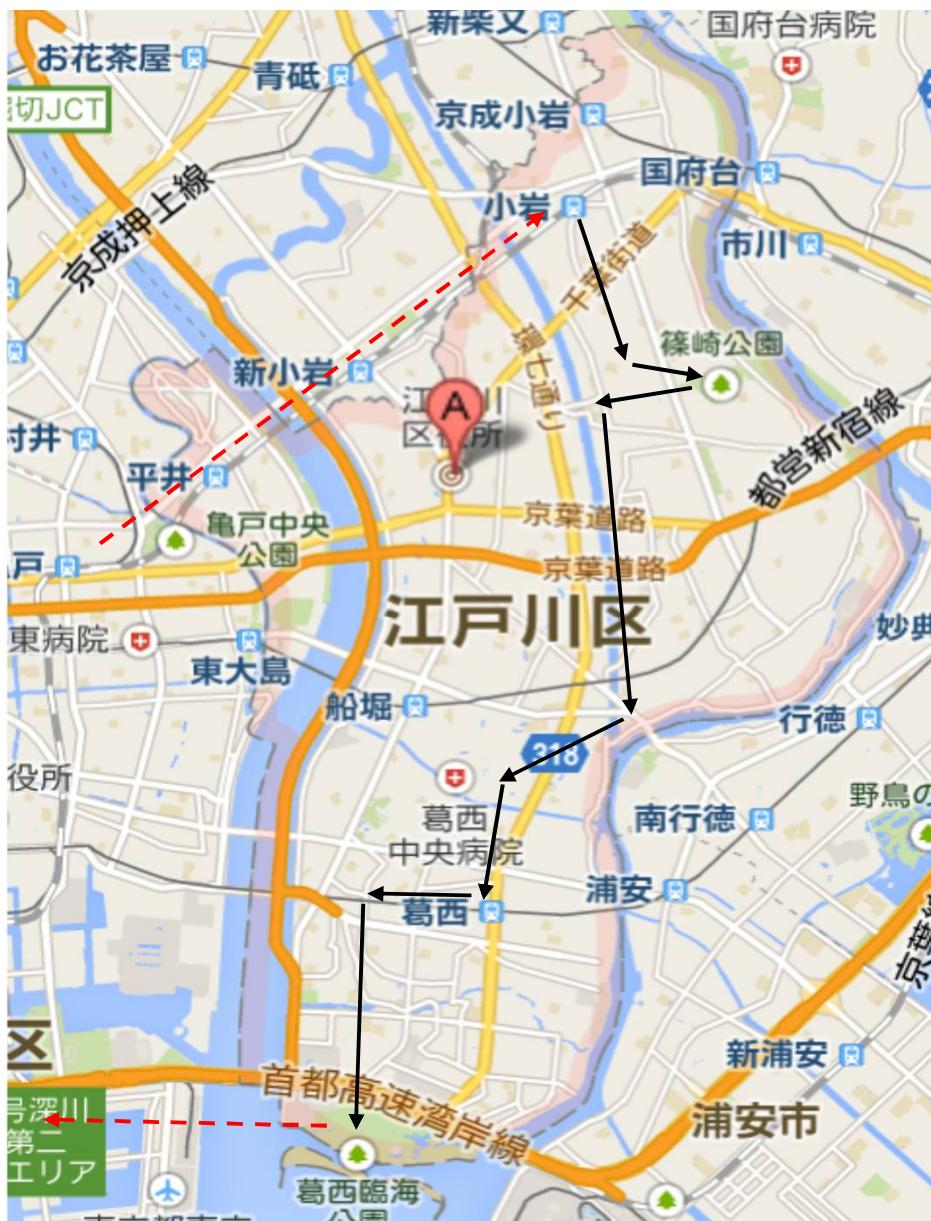 新柴又
国府台病院
お花茶屋
青砥
切JCT
京成小岩
国府台
京成押上線
小岩
市川
千葉街道
環七通り
篠崎公園
新小岩
A
江戸川
区役所
村井
都営新宿線
平井
亀戸中央
公園
京葉道路
戸
京葉道路
江戸川区
東病院
妙典
東大島
船堀
行徳
318
役所
葛西
中央病院
南行徳
野鳥の
浦安
葛西
京葉線
区
新浦安
首都高速湾岸線
号深川
第二
エリア
浦安市
葛西臨海
公園